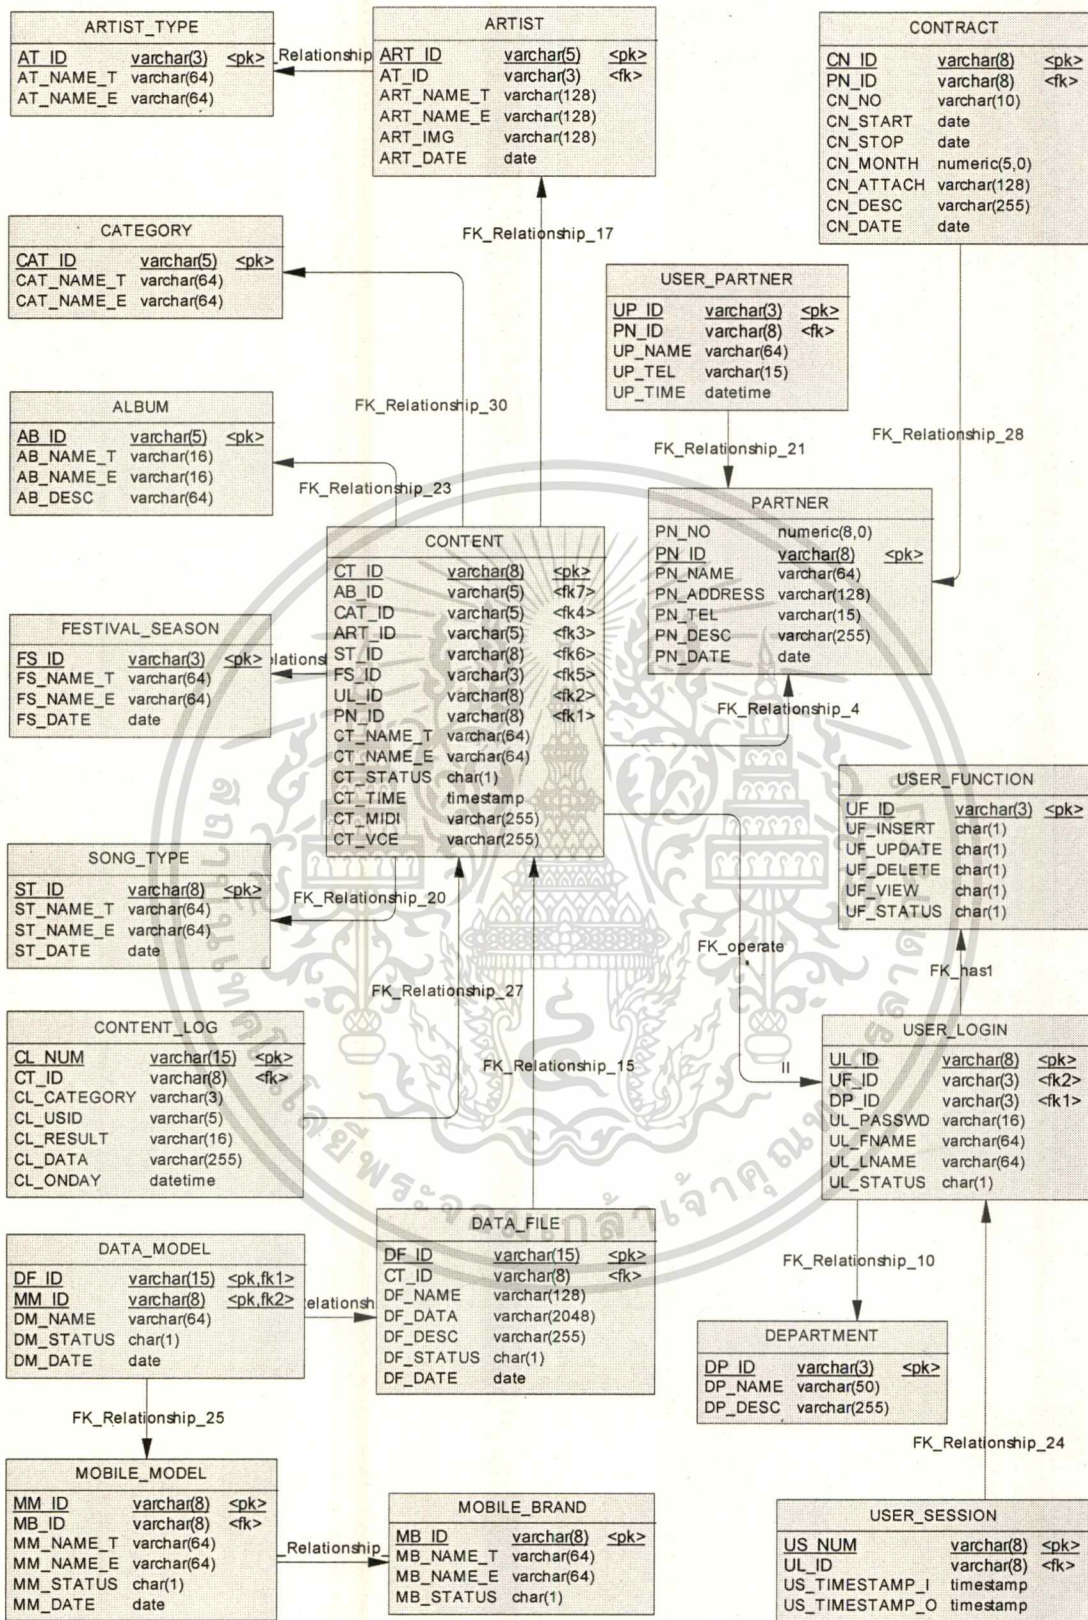 ARTIST_TYPE
AT_ID varchar(3) <pk>
AT_NAME_T varchar(64)
AT_NAME_E varchar(64)
_Relationship
ARTIST
ART_ID varchar(5) <pk>
AT_ID varchar(3) <fk>
ART_NAME_T varchar(128)
ART_NAME_E varchar(128)
ART_IMG varchar(128)
ART_DATE date
CONTRACT
CN_ID varchar(8) <pk>
PN_ID varchar(8) <fk>
CN_NO varchar(10)
CN_START date
CN_STOP date
CN_MONTH numeric(5,0)
CN_ATTACH varchar(128)
CN_DESC varchar(255)
CN_DATE date
CATEGORY
CAT_ID varchar(5) <pk>
CAT_NAME_T varchar(64)
CAT_NAME_E varchar(64)
FK_Relationship_17
USER_PARTNER
UP_ID varchar(3) <pk>
PN_ID varchar(8) <fk>
UP_NAME varchar(64)
UP_TEL varchar(15)
UP_TIME datetime
ALBUM
AB_ID varchar(5) <pk>
AB_NAME_T varchar(16)
AB_NAME_E varchar(16)
AB_DESC varchar(64)
FK_Relationship_30
FK_Relationship_23
FK_Relationship_21
FK_Relationship_28
PARTNER
PN_NO numeric(8,0)
PN_ID varchar(8) <pk>
PN_NAME varchar(64)
PN_ADDRESS varchar(128)
PN_TEL varchar(15)
PN_DESC varchar(255)
PN_DATE date
CONTENT
CT_ID varchar(8) <pk>
AB_ID varchar(5) <fk7>
CAT_ID varchar(5) <fk4>
ART_ID varchar(5) <fk3>
ST_ID varchar(8) <fk6>
FS_ID varchar(3) <fk5>
UL_ID varchar(8) <fk2>
PN_ID varchar(8) <fk1>
CT_NAME_T varchar(64)
CT_NAME_E varchar(64)
CT_STATUS char(1)
CT_TIME timestamp
CT_MIDI varchar(255)
CT_VCE varchar(255)
FESTIVAL_SEASON
FS_ID varchar(3) <pk>
FS_NAME_T varchar(64)
FS_NAME_E varchar(64)
FS_DATE date
elations
FK_Relationship_4
USER_FUNCTION
UF_ID varchar(3) <pk>
UF_INSERT char(1)
UF_UPDATE char(1)
UF_DELETE char(1)
UF_VIEW char(1)
UF_STATUS char(1)
SONG_TYPE
ST_ID varchar(8) <pk>
ST_NAME_T varchar(64)
ST_NAME_E varchar(64)
ST_DATE date
FK_Relationship_20
FK_operate
FK_has1
FK_Relationship_27
CONTENT_LOG
CL_NUM varchar(15) <pk>
CT_ID varchar(8) <fk>
CL_CATEGORY varchar(3)
CL_USID varchar(5)
CL_RESULT varchar(16)
CL_DATA varchar(255)
CL_ONDAY datetime
FK_Relationship_15
II
USER_LOGIN
UL_ID varchar(8) <pk>
UF_ID varchar(3) <fk2>
DP_ID varchar(3) <fk1>
UL_PASSWD varchar(16)
UL_FNAME varchar(64)
UL_LNAME varchar(64)
UL_STATUS char(1)
DATA_MODEL
DF_ID varchar(15) <pk,fk1>
MM_ID varchar(8) <pk,fk2>
DM_NAME varchar(64)
DM_STATUS char(1)
DM_DATE date
elationsh
DATA_FILE
DF_ID varchar(15) <pk>
CT_ID varchar(8) <fk>
DF_NAME varchar(128)
DF_DATA varchar(2048)
DF_DESC varchar(255)
DF_STATUS char(1)
DF_DATE date
FK_Relationship_10
DEPARTMENT
DP_ID varchar(3) <pk>
DP_NAME varchar(50)
DP_DESC varchar(255)
FK_Relationship_25
FK_Relationship_24
MOBILE_MODEL
MM_ID varchar(8) <pk>
MB_ID varchar(8) <fk>
MM_NAME_T varchar(64)
MM_NAME_E varchar(64)
MM_STATUS char(1)
MM_DATE date
_Relationship_
MOBILE_BRAND
MB_ID varchar(8) <pk>
MB_NAME_T varchar(64)
MB_NAME_E varchar(64)
MB_STATUS char(1)
USER_SESSION
US_NUM varchar(8) <pk>
UL_ID varchar(8) <fk>
US_TIMESTAMP_I timestamp
US_TIMESTAMP_O timestamp